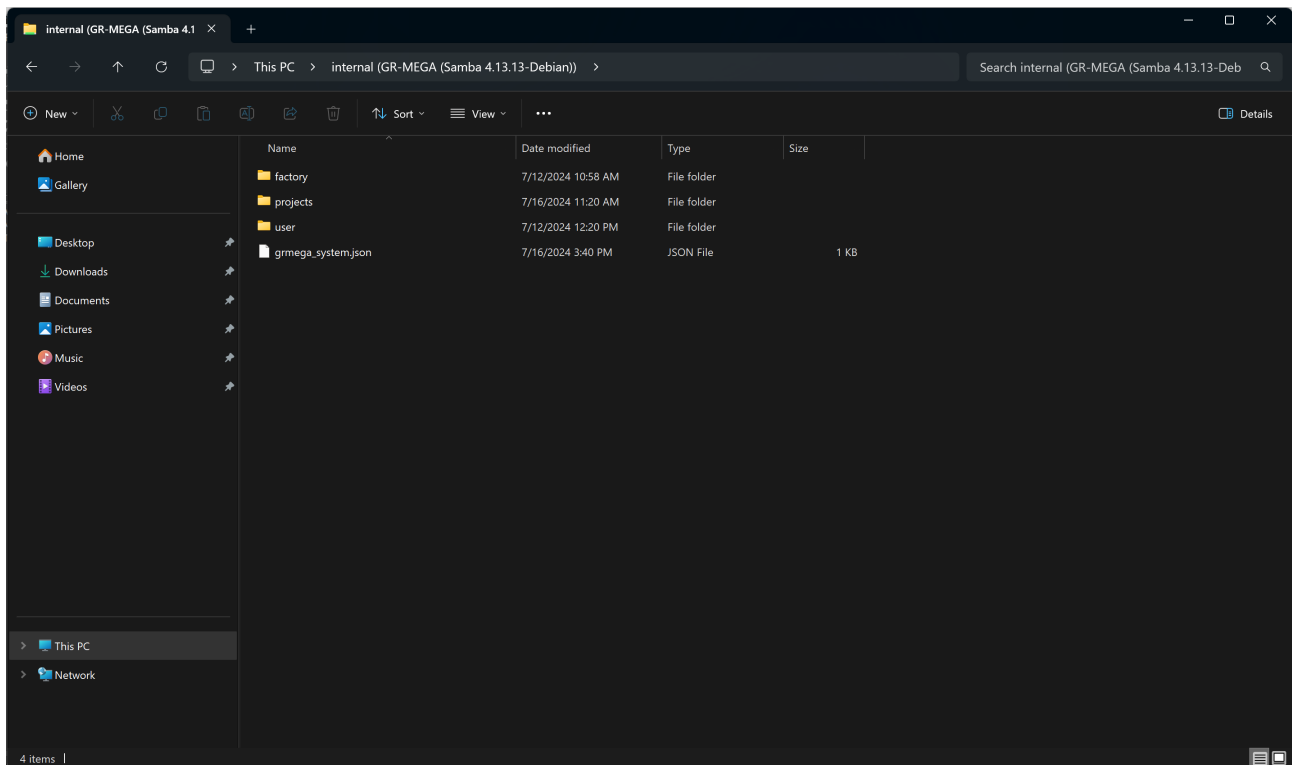 internal (GR-MEGA (Samba 4.1
This PC > internal (GR-MEGA (Samba 4.13.13-Debian)) >
Search internal (GR-MEGA (Samba 4.13.13-Deb
New Sort View ... Details
Name Date modified Type Size
Home
Gallery
Desktop
Downloads
Documents
Pictures
Music
Videos
This PC
Network
factory 7/12/2024 10:58 AM File folder
projects 7/16/2024 11:20 AM File folder
user 7/12/2024 12:20 PM File folder
grmega_system.json 7/16/2024 3:40 PM JSON File 1 KB
4 items